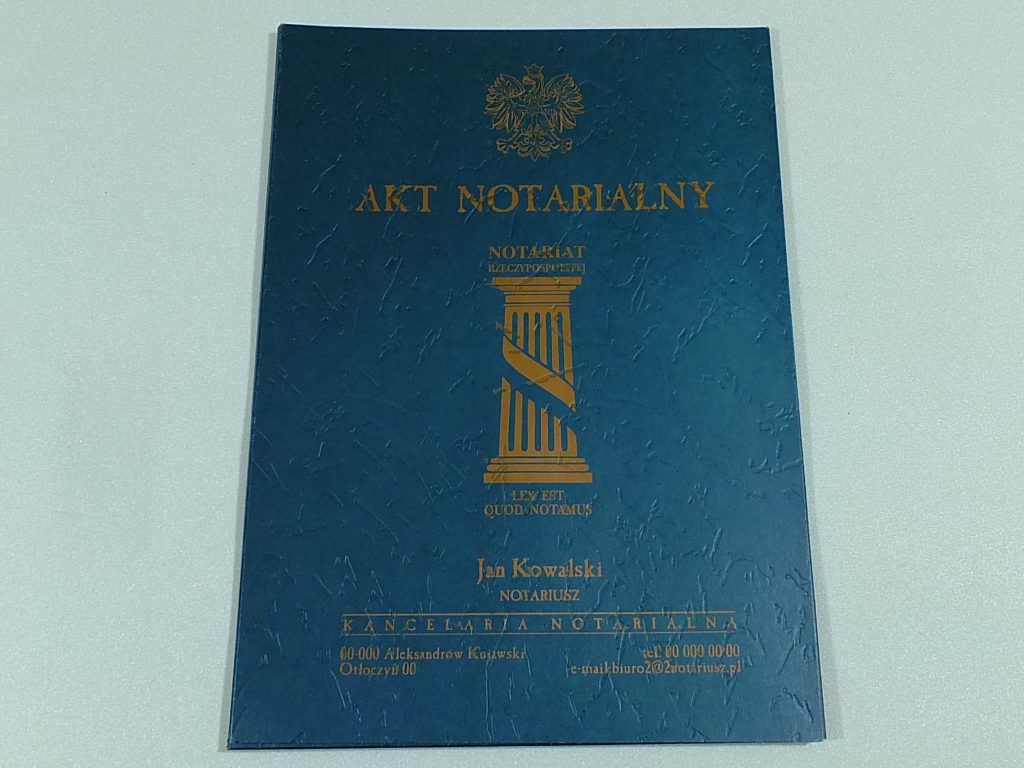 AKT NOTARIALNY
NOTARIAT
RZECZYPOSPOLITEJ
LEX EST
QUOD NOTAMUS
Jan Kowalski
NOTARIUSZ
KANCELARIA NOTARIALNA
00-000 Aleksandrów Kujawski
Otłoczyn 00
tel. 00 000 00 00
e-mail:biuro2@2notariusz.pl